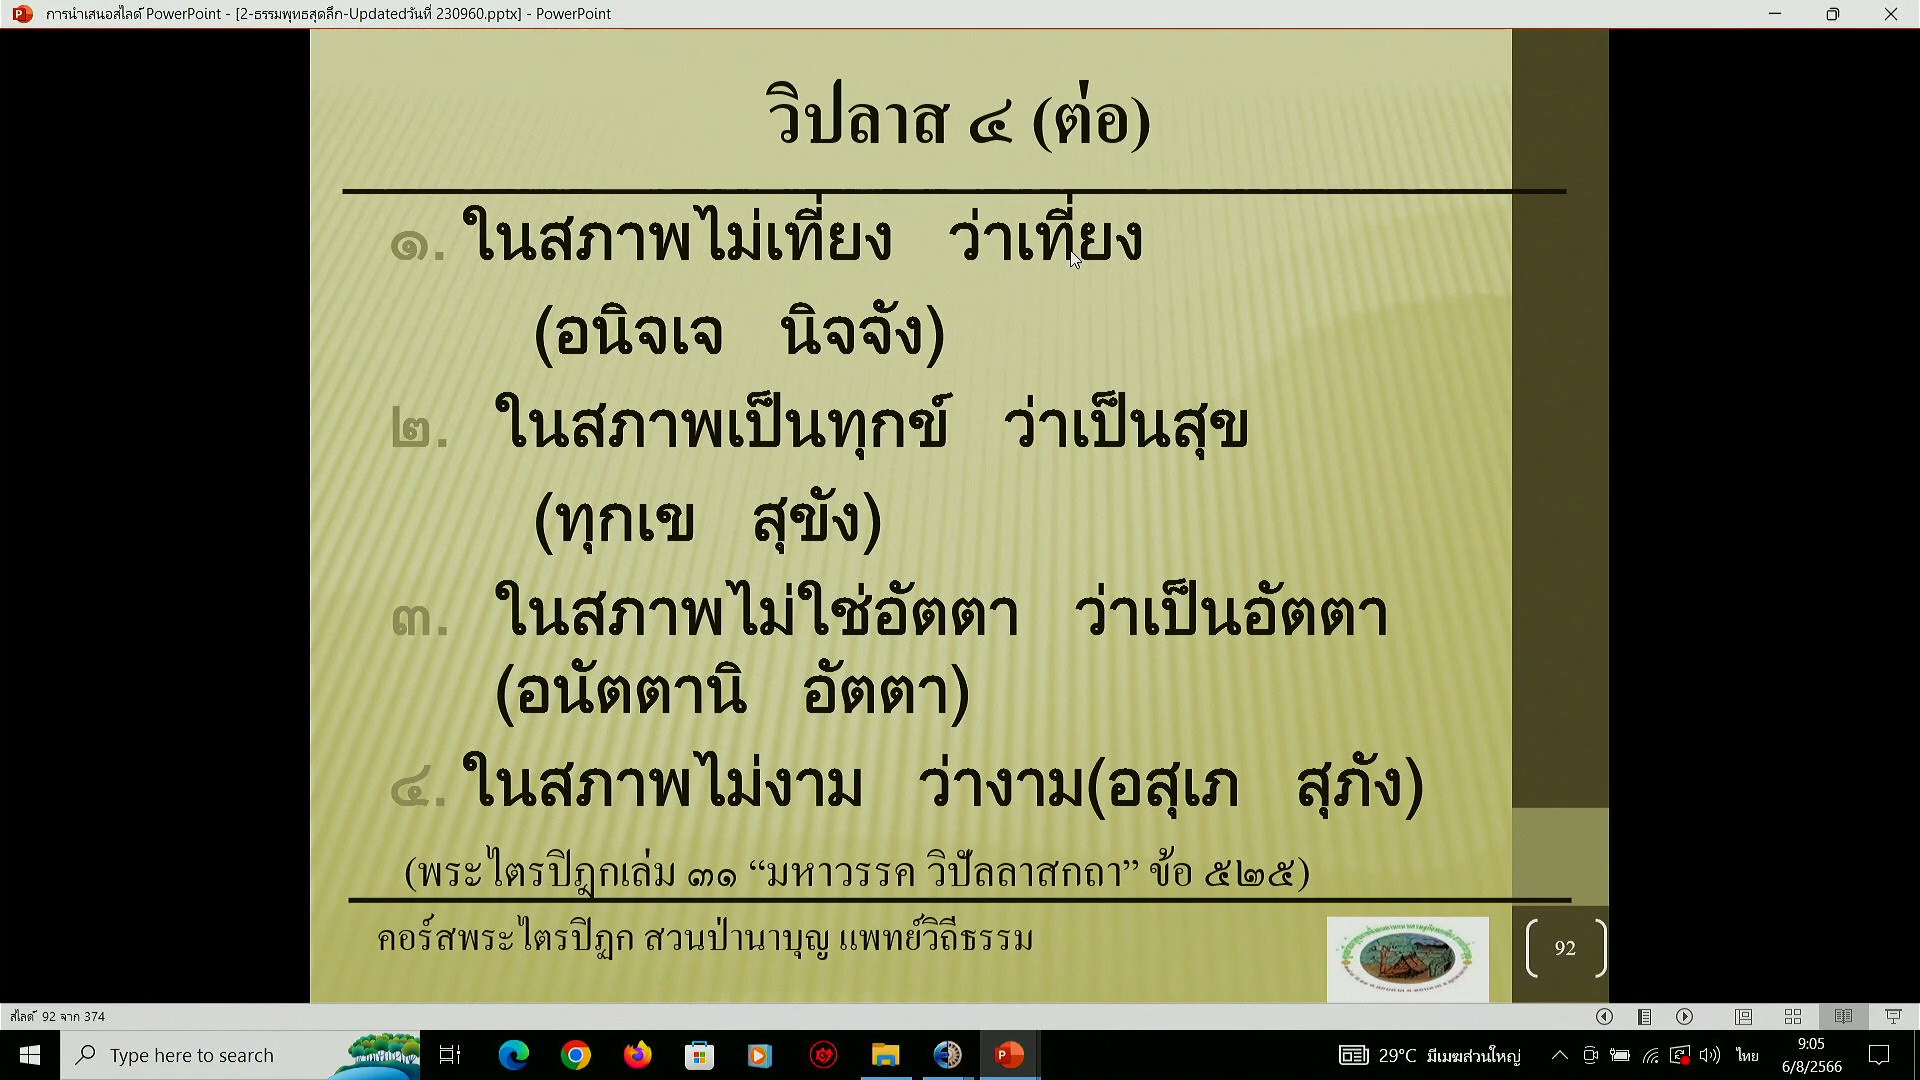 การนำเสนอสไลด์ PowerPoint - [2-ธรรมพุทธสุดลึก-Updatedวันที่ 230960.pptx] - PowerPoint
วิปลาส ๔ (ต่อ)
๑. ในสภาพไม่เที่ยง ว่าเที่ยง
(อนิจเจ นิจจัง)
๒. ในสภาพเป็นทุกข์ ว่าเป็นสุข
(ทุกเข สุขัง)
๓. ในสภาพไม่ใช่อัตตา ว่าเป็นอัตตา
(อนัตตานิ อัตตา)
๔. ในสภาพไม่งาม ว่างาม(อสุเภ สุภัง)
(พระไตรปิฎกเล่ม ๓๑ “มหาวรรค วิปัลลาสกถา” ข้อ ๕๒๕)
คอร์สพระไตรปิฏก สวนป่านาบุญ แพทย์วิถีธรรม
92
สไลด์ 92 จาก 374
Type here to search
29°C มีเมฆส่วนใหญ่
ไทย
9:05
6/8/2566